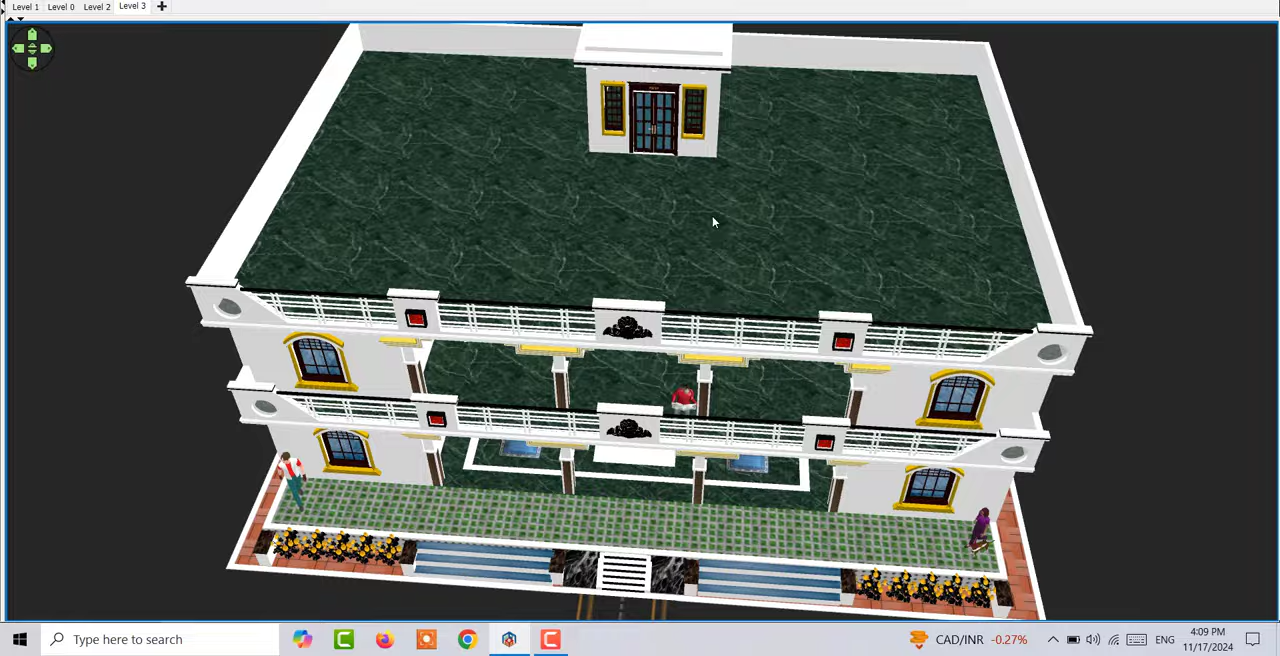 Level 1 Level 0 Level 2 Level 3
Type here to search
CAD/INR -0.27%
ENG
4:09 PM
11/17/2024